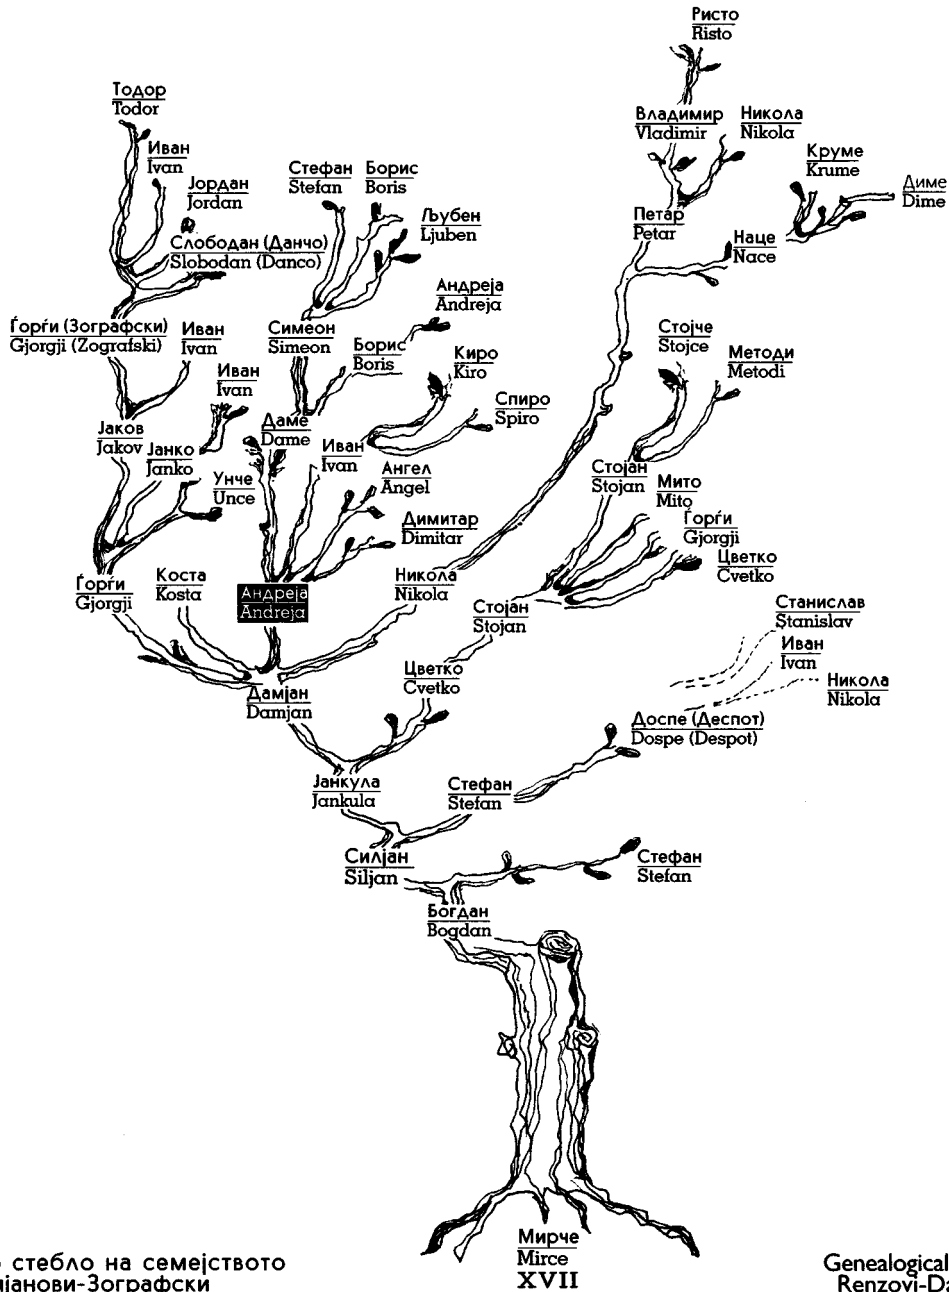 Ристо
Risto
Тодор
Todor
Владимир
Vladimir
Никола
Nikola
Иван
Ivan
Круме
Krume
Стефан
Stefan
Борис
Boris
Јордан
Jordan
Диме
Dime
Љубен
Ljuben
Петар
Petar
Слободан (Данчо)
Slobodan (Danco)
Наце
Nace
Андреја
Andreja
Ѓорѓи (Зографски)
Gjorgji (Zografski)
Иван
Ivan
Симеон
Simeon
Стојче
Stojce
Борис
Boris
Киро
Kiro
Методи
Metodi
Иван
Ivan
Спиро
Spiro
Јаков
Jakov
Даме
Dame
Јанко
Janko
Иван
Ivan
Унче
Unce
Ангел
Angel
Стојан
Stojan
Мито
Mito
Димитар
Dimitar
Ѓорѓи
Gjorgji
Цветко
Cvetko
Ѓорѓи
Gjorgji
Коста
Kosta
Андреја
Andreja
Никола
Nikola
Стојан
Stojan
Станислав
Stanislav
Иван
Ivan
Цветко
Cvetko
Никола
Nikola
Дамјан
Damjan
Доспе (Деспот)
Dospe (Despot)
Јанкула
Jankula
Стефан
Stefan
Силјан
Siljan
Стефан
Stefan
Богдан
Bogdan
Мирче
Mirce
XVII
о стебло на семејството
ијанови-Зографски
Genealogical
Renzovi-Da